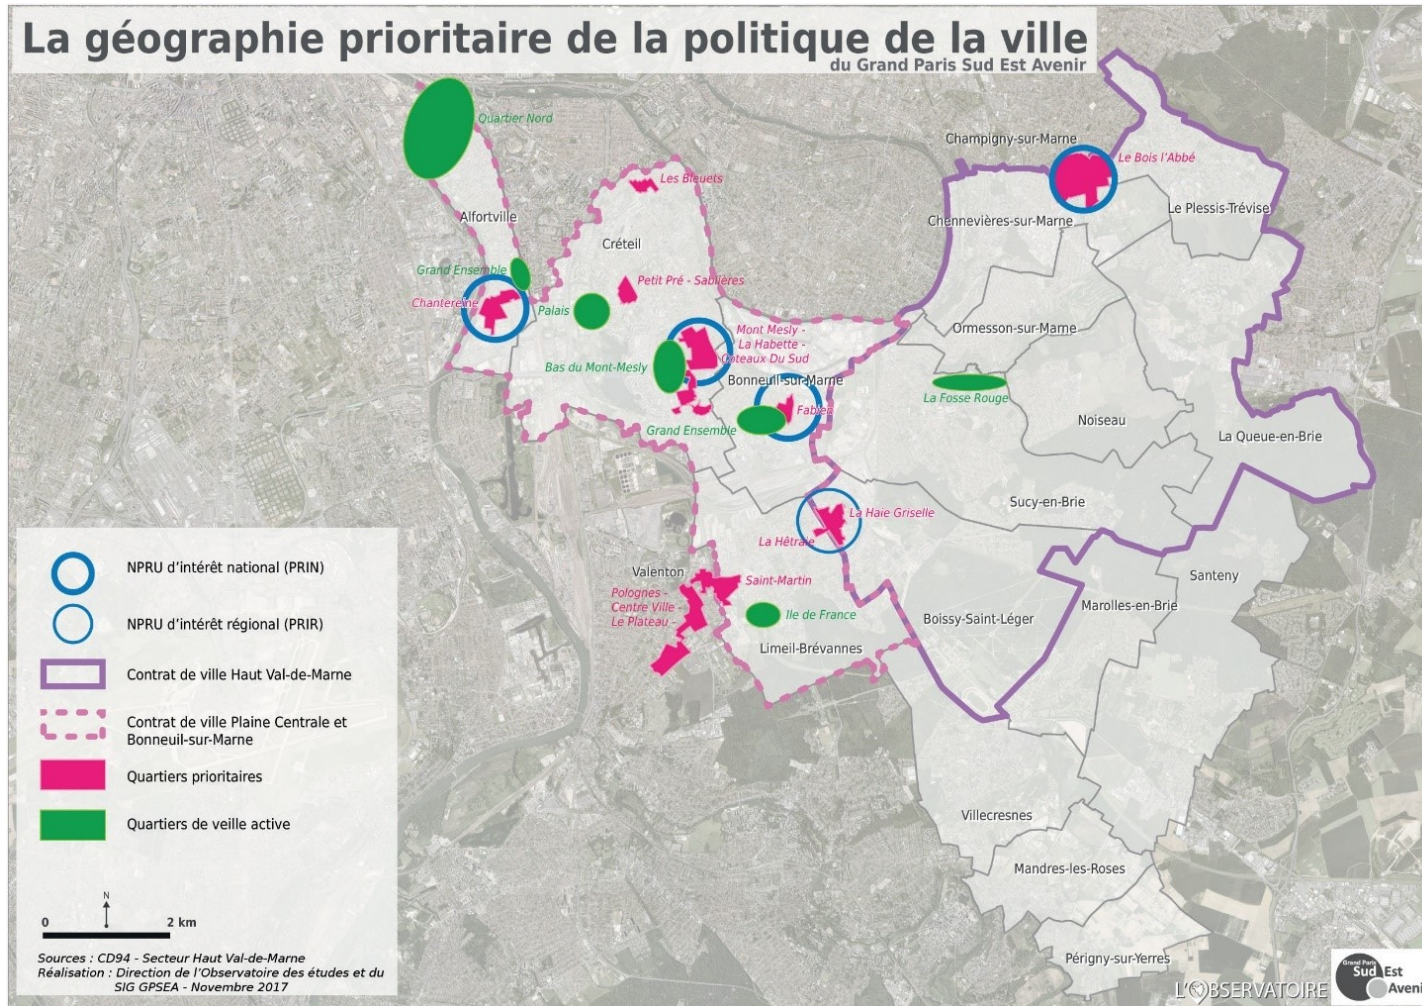 La géographie prioritaire de la politique de la ville
du Grand Paris Sud Est Avenir
Quartier Nord
Champigny-sur-Marne
Le Bois l'Abbé
Les Bleuets
Alfortville
Le Plessis-Trévise
Chennevières-sur-Marne
Créteil
Grand Ensemble
Petit Pré - Sablières
Chantereine
Palais
Mont Mesly -
La Habette -
Coteaux Du Sud
Ormesson-sur-Marne
Bas du Mont-Mesly
Bonneuil-sur-Marne
La Fosse Rouge
Fabien
Noiseau
Grand Ensemble
La Queue-en-Brie
Sucy-en-Brie
La Haie Griselle
La Hêtraie
Valenton
Saint-Martin
Santeny
Pologne -
Centre Ville -
Le Plateau -
Marolles-en-Brie
Ile de France
Boissy-Saint-Léger
Limeil-Brévannes
Villecresnes
Mandres-les-Roses
Périgny-sur-Yerres
NPRU d'intérêt national (PRIN)
NPRU d'intérêt régional (PRIR)
Contrat de ville Haut Val-de-Marne
Contrat de ville Plaine Centrale et
Bonneuil-sur-Marne
Quartiers prioritaires
Quartiers de veille active
N
0 2 km
Sources : CD94 - Secteur Haut Val-de-Marne
Réalisation : Direction de l'Observatoire des études et du
SIG GPSEA - Novembre 2017
L'OBSERVATOIRE
Grand Paris
Sud Est
Avenir